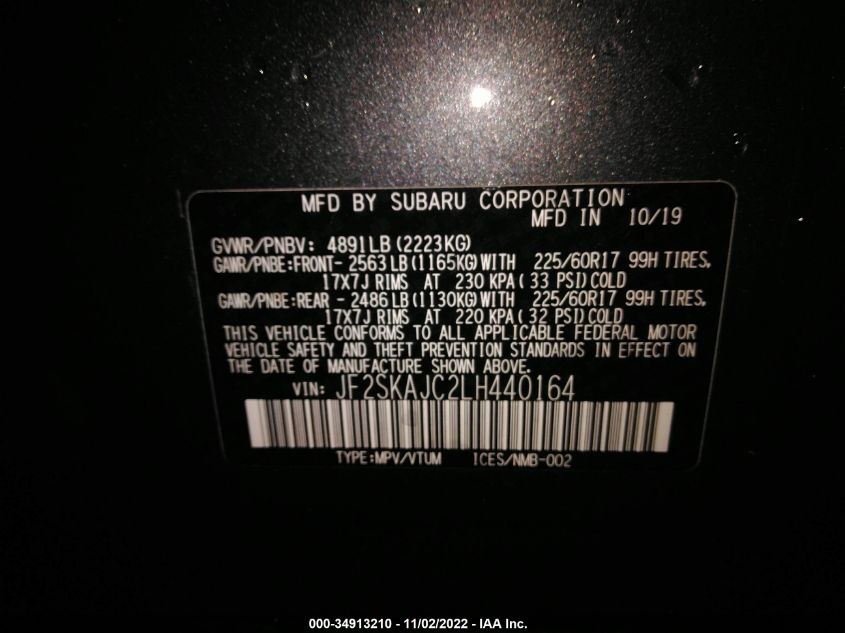 MFD BY SUBARU CORPORATION
MFD IN 10/19
GVWR/PNBV: 4891LB (2223KG)
GAWR/PNBE:FRONT- 2563LB (1165KG)WITH 225/60R17 99H TIRES,
17X7J RIMS AT 230 KPA( 33 PSI)COLD
GAWR/PNBE:REAR - 2486LB (1130KG)WITH 225/60R17 99H TIRES,
17X7J RIMS AT 220 KPA( 32 PSI)COLD
THIS VEHICLE CONFORMS TO ALL APPLICABLE FEDERAL MOTOR
VEHICLE SAFETY AND THEFT PREVENTION STANDARDS IN EFFECT ON
THE DATE OF MANUFACTURE SHOWN ABOVE.
VIN: JF2SKAJC2LH440164
TYPE:MPV/VTUM ICES/NMB-002
000-34913210 - 11/02/2022 - IAA Inc.